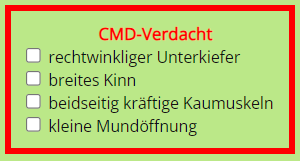 CMD-Verdacht
rechtwinkliger Unterkiefer
breites Kinn
beidseitig kräftige Kaumuskeln
kleine Mundöffnung